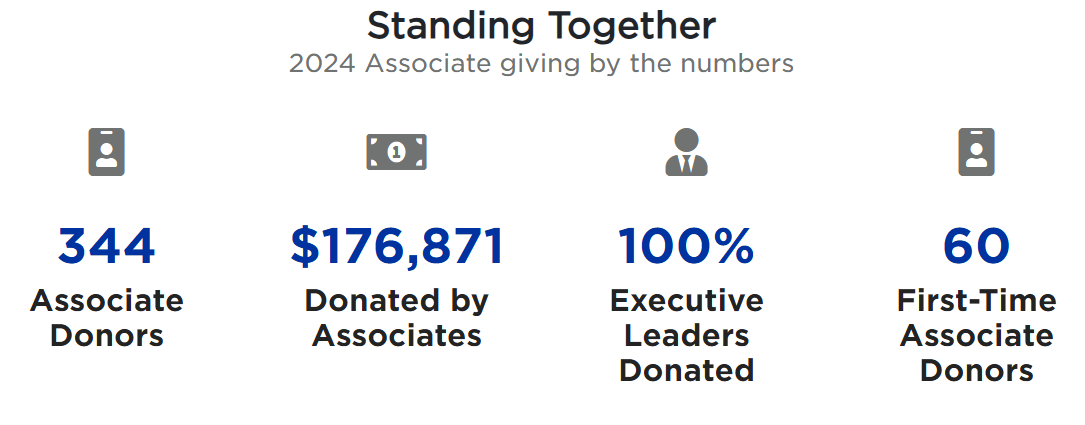 Standing Together
2024 Associate giving by the numbers
1
344
Associate
Donors
$176,871
Donated by
Associates
100%
Executive
Leaders
Donated
60
First-Time
Associate
Donors